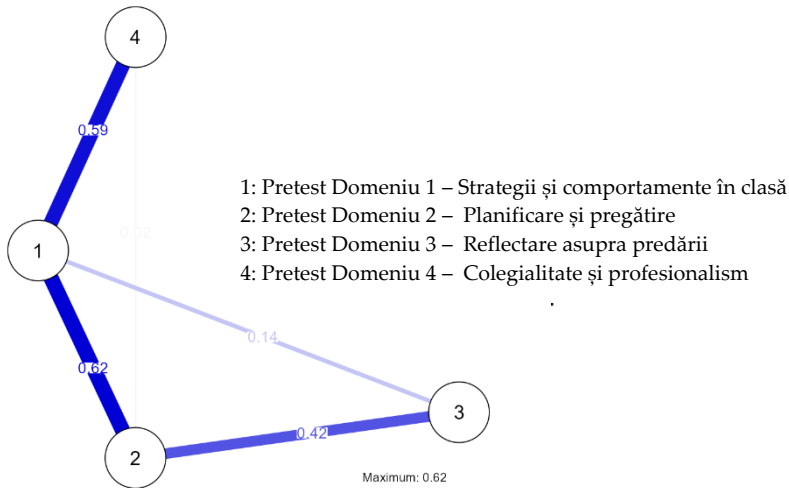 4
0.59
1: Pretest Domeniu 1 – Strategii și comportamente în clasă
2: Pretest Domeniu 2 – Planificare și pregătire
0.02
1
3: Pretest Domeniu 3 – Reflectare asupra predării
4: Pretest Domeniu 4 – Colegialitate și profesionalism
.
0.14
0.62
3
0.42
2
Maximum: 0.62